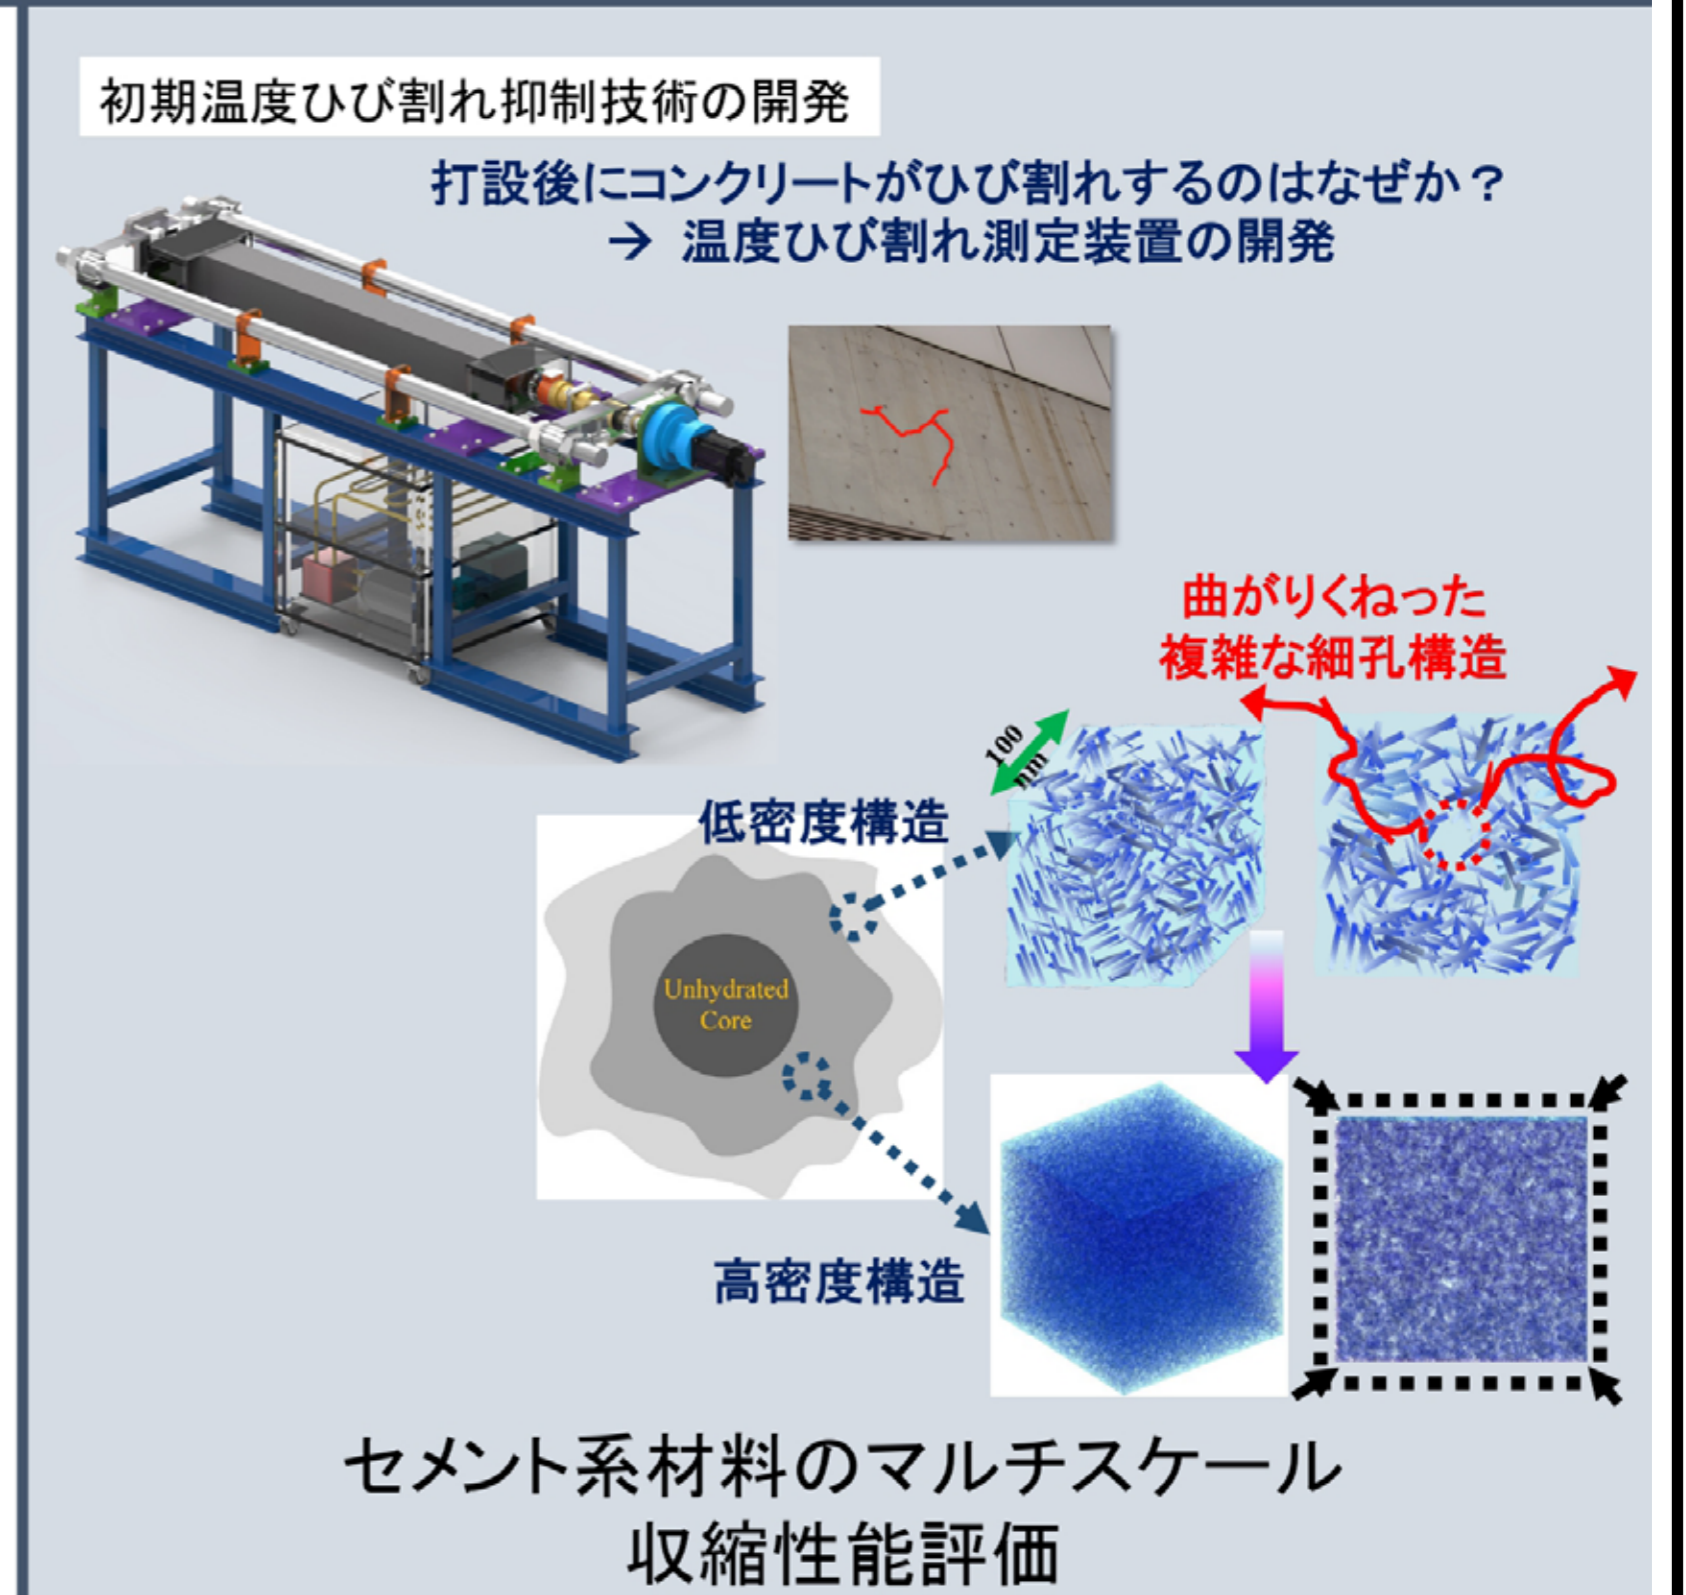 初期温度ひび割れ抑制技術の開発
打設後にコンクリートがひび割れするのはなぜか？
→ 温度ひび割れ測定装置の開発
曲がりくねった
複雑な細孔構造
100
nm
低密度構造
Unhydrated
Core
高密度構造
セメント系材料のマルチスケール
収縮性能評価